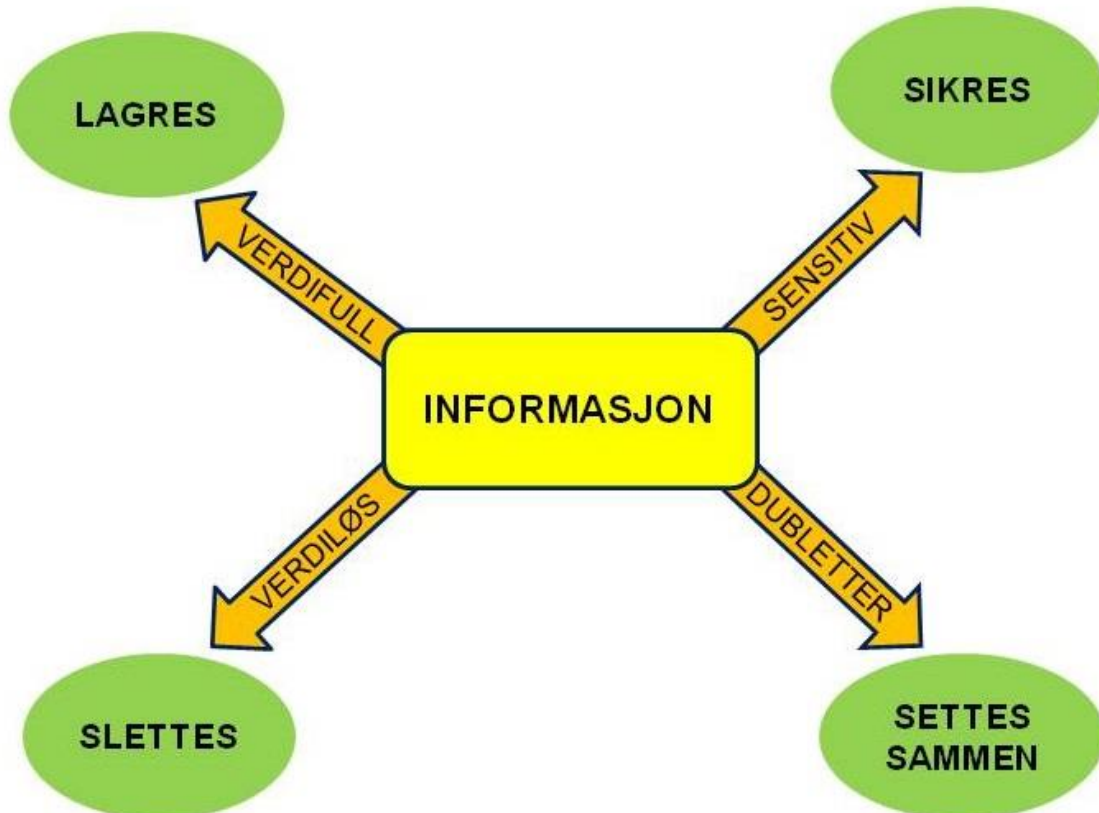 LAGRES
SIKRES
VERDIFULL
SENSITIV
INFORMASJON
VERDILØS
DUBLETTER
SLETTES
SETTES
SAMMEN